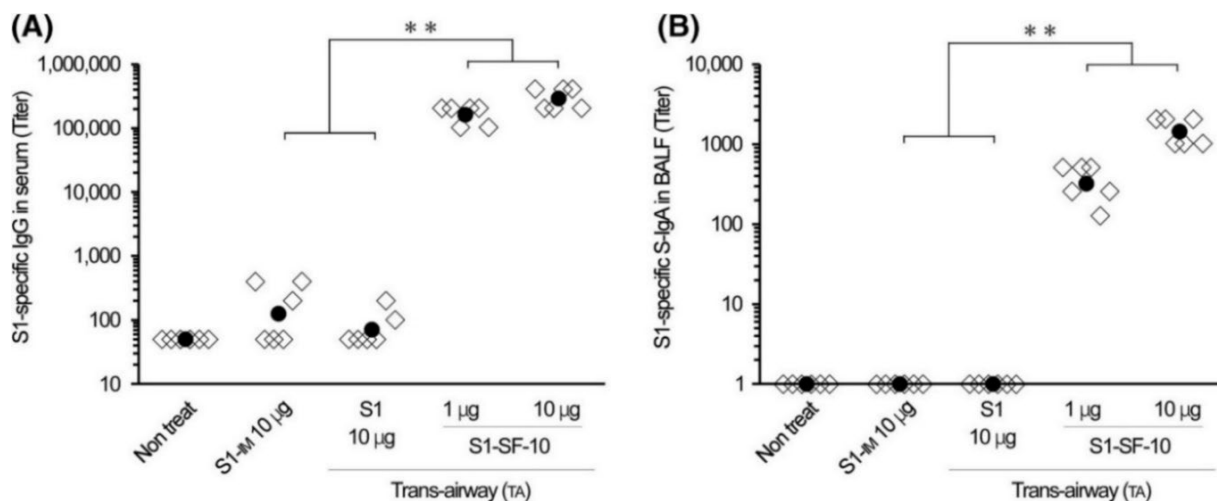 (A)
**
S1-specific IgG in serum (Titer)
1,000,000
100,000
10,000
1,000
100
10
Non treat
S1-IM 10 µg
S1
10 µg
1 µg
10 µg
S1-SF-10
Trans-airway (TA)
(B)
**
S1-specific S-IgA in BALF (Titer)
10,000
1000
100
10
1
Non treat
S1-IM 10 µg
S1
10 µg
1 µg
10 µg
S1-SF-10
Trans-airway (TA)